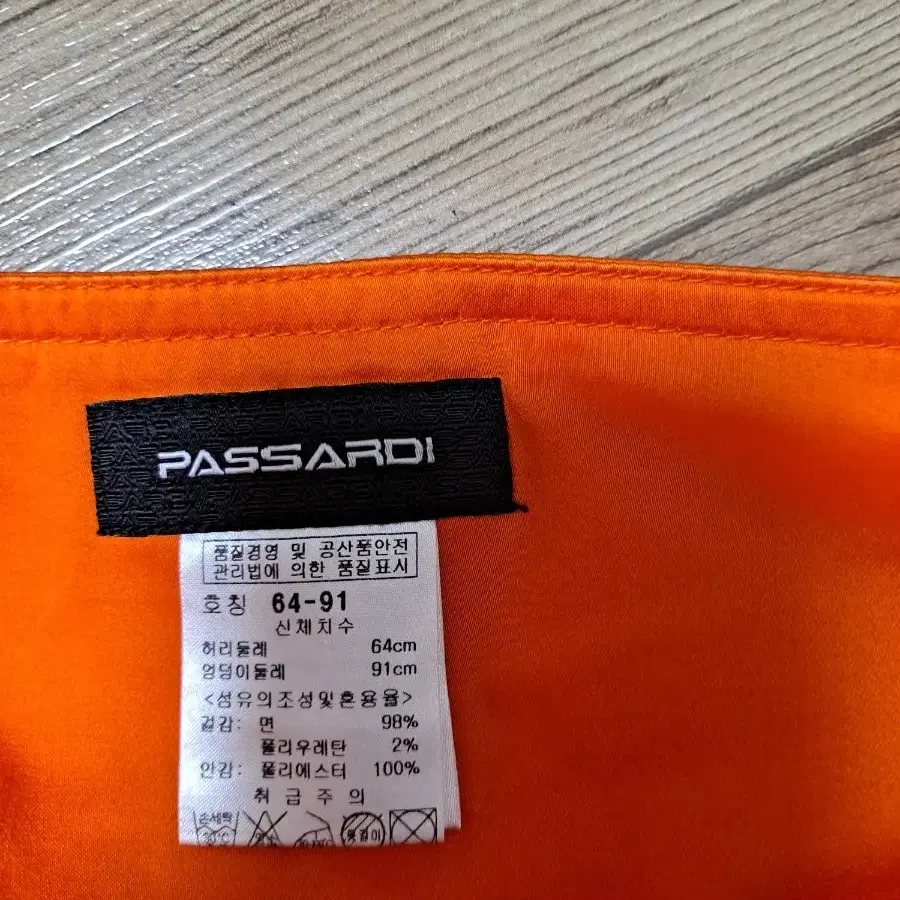 PASSARDI
품질경영 및 공산품안전
관리법에 의한 품질표시
호칭 64-91
신체치수
허리둘레 64cm
엉덩이둘레 91cm
<섬유의조성및혼용율>
겉감: 면 98%
폴리우레탄 2%
안감: 폴리에스터 100%
취 급 주 의
손세탁